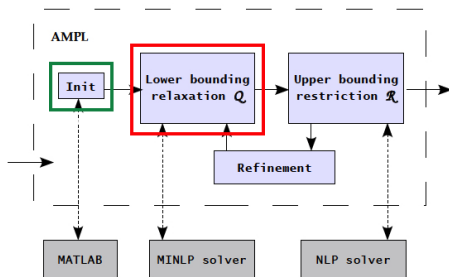 AMPL
Init
Lower bounding
relaxation Q
Upper bounding
restriction R
Refinement
MATLAB
MINLP solver
NLP solver